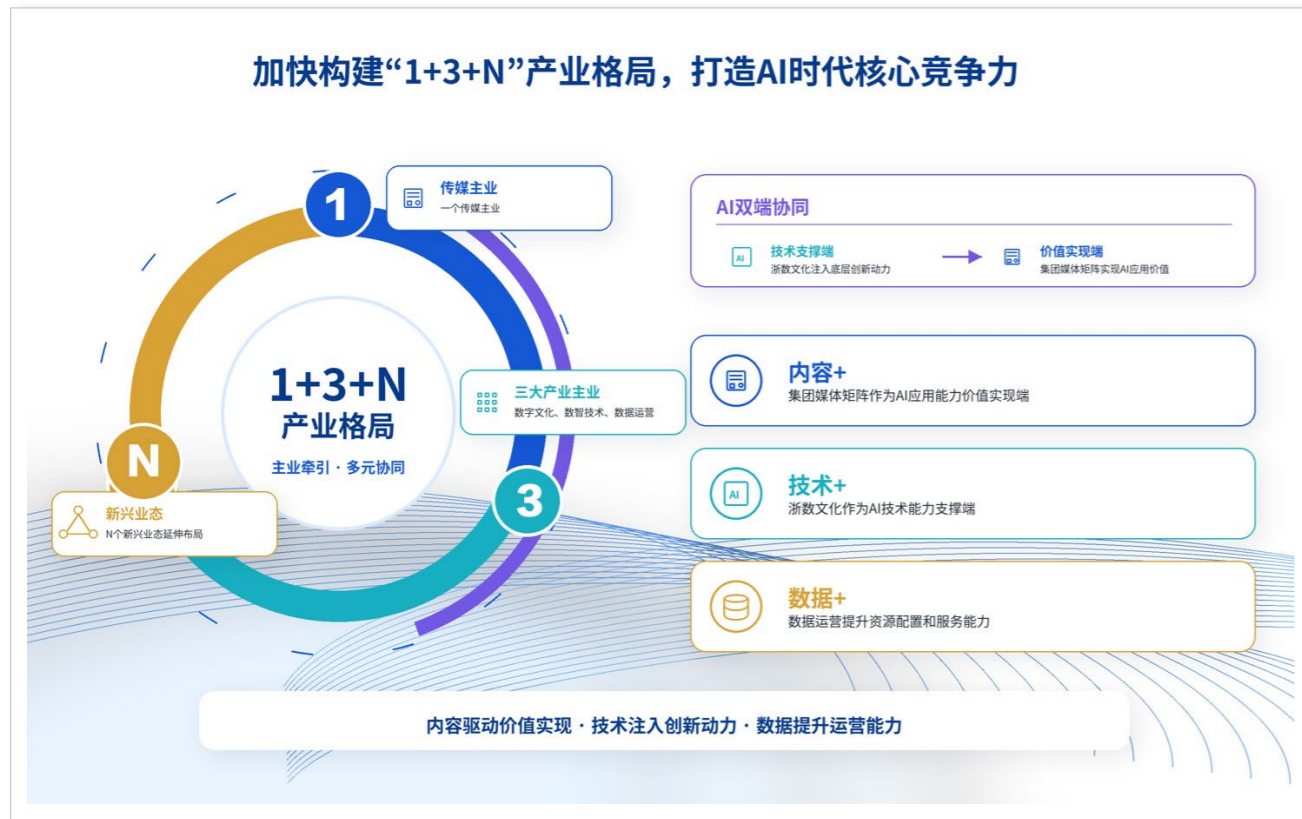 加快构建“1+3+N”产业格局，打造AI时代核心竞争力
1
传媒主业
一个传媒主业
1+3+N
产业格局
主业牵引·多元协同
三大产业主业
数字文化、数智技术、数据运营
3
N
新兴业态
N个新兴业态延伸布局
AI双端协同
AI
技术支撑端
浙数文化注入底层创新动力
价值实现端
集团媒体矩阵实现AI应用价值
内容+
集团媒体矩阵作为AI应用能力价值实现端
AI
技术+
浙数文化作为AI技术能力支撑端
数据+
数据运营提升资源配置和服务能力
内容驱动价值实现·技术注入创新动力·数据提升运营能力